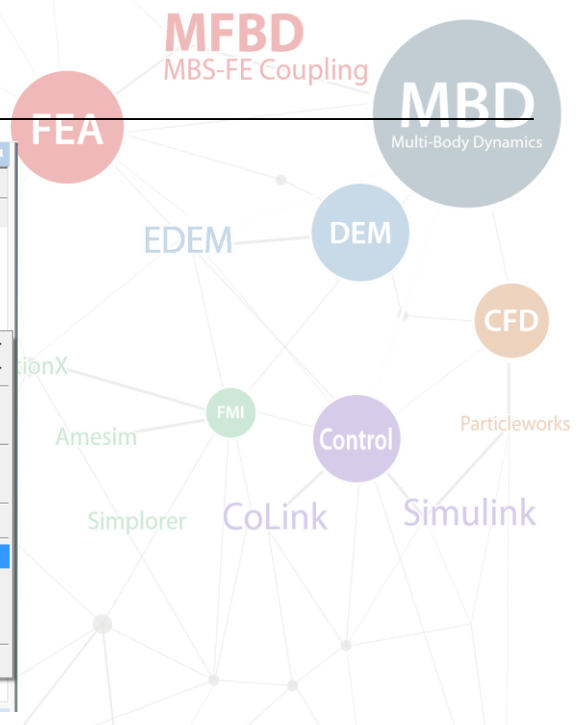 MFBD
MBS-FE Coupling
MBD
Multi-Body Dynamics
FEA
EDEM
DEM
CFD
tionX
FMI
Particleworks
Amesim
Control
Simplorer
CoLink
Simulink